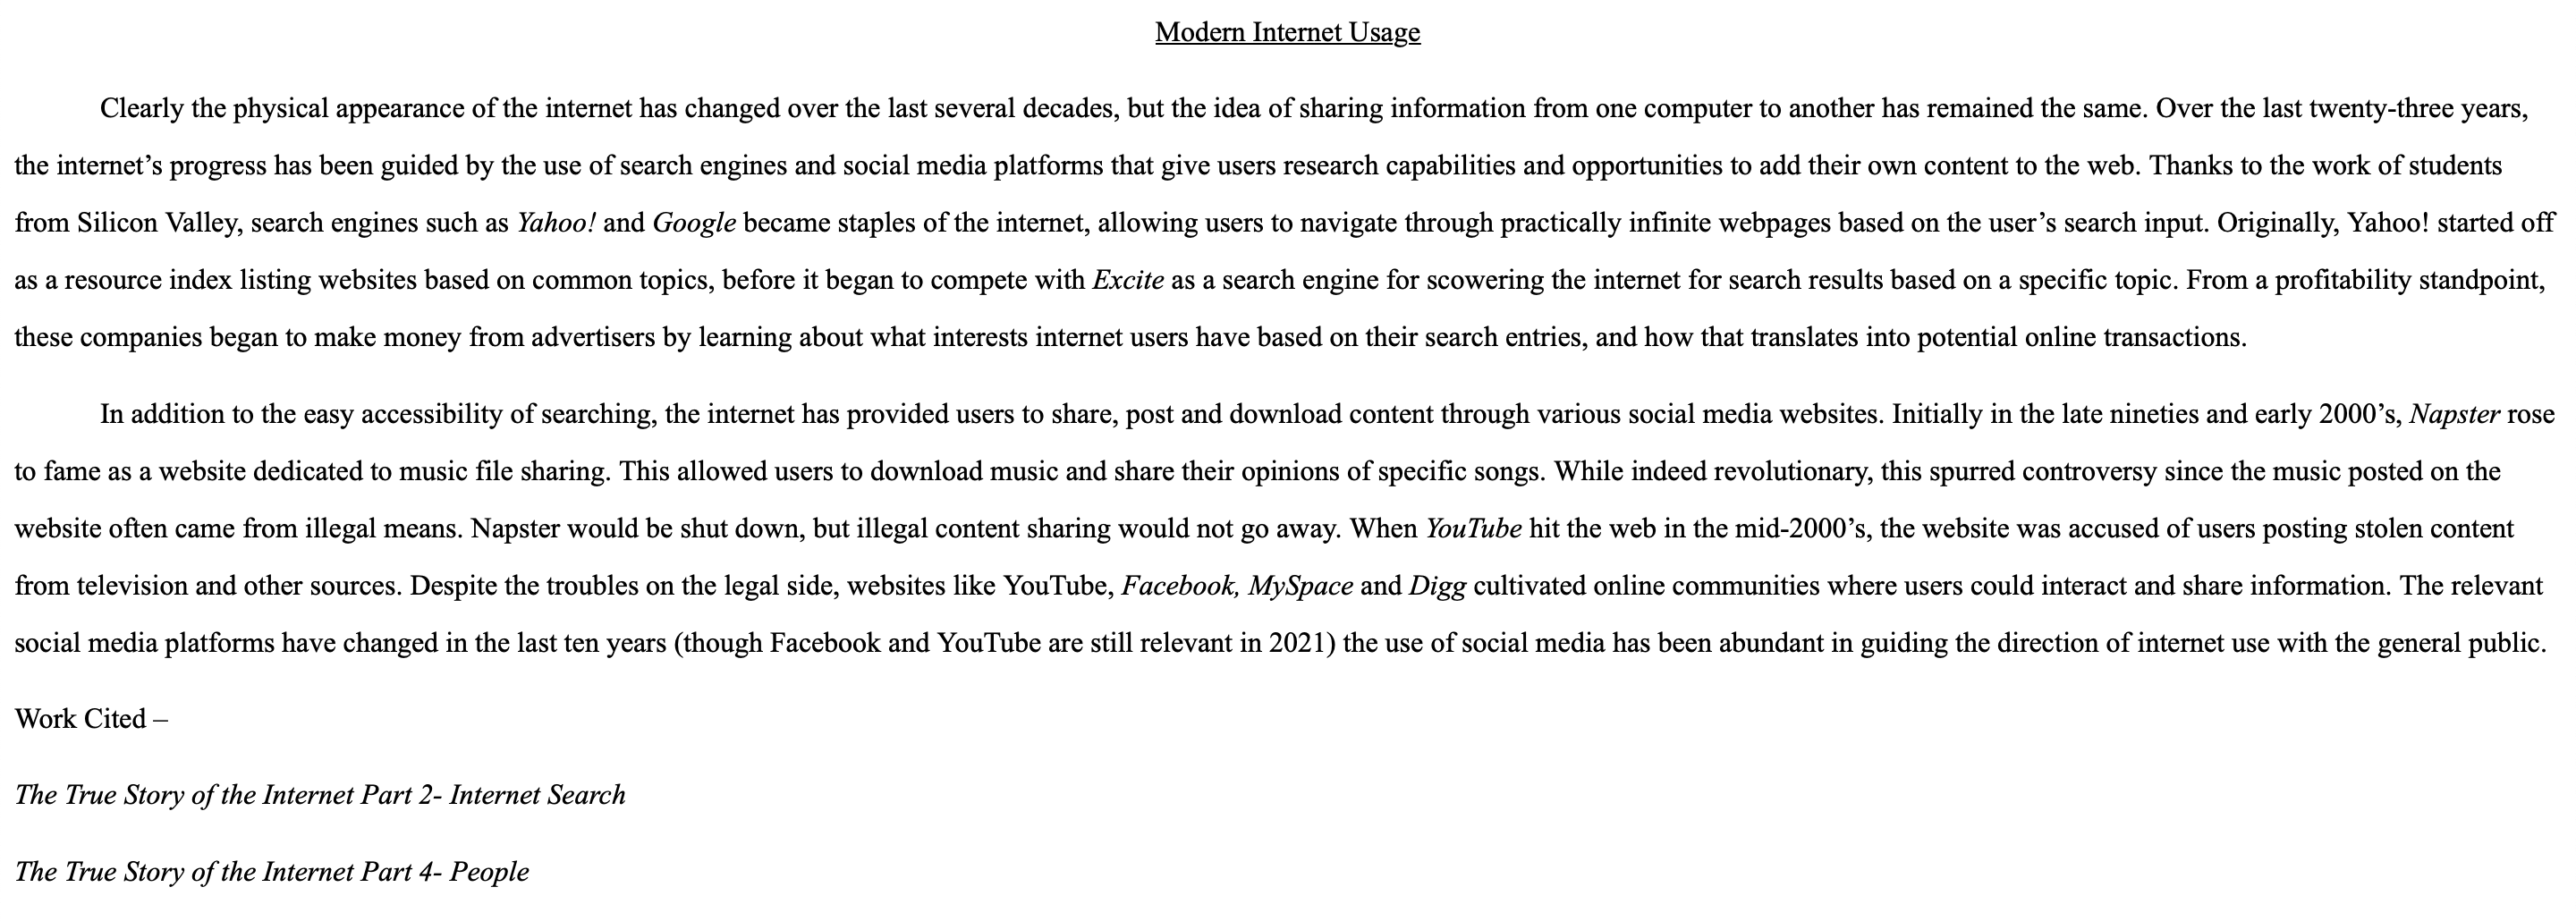 Modern Internet Usage
Clearly the physical appearance of the internet has changed over the last several decades, but the idea of sharing information from one computer to another has remained the same. Over the last twenty-three years,
the internet’s progress has been guided by the use of search engines and social media platforms that give users research capabilities and opportunities to add their own content to the web. Thanks to the work of students
from Silicon Valley, search engines such as Yahoo! and Google became staples of the internet, allowing users to navigate through practically infinite webpages based on the user’s search input. Originally, Yahoo! started off
as a resource index listing websites based on common topics, before it began to compete with Excite as a search engine for scowering the internet for search results based on a specific topic. From a profitability standpoint,
these companies began to make money from advertisers by learning about what interests internet users have based on their search entries, and how that translates into potential online transactions.
In addition to the easy accessibility of searching, the internet has provided users to share, post and download content through various social media websites. Initially in the late nineties and early 2000’s, Napster rose
to fame as a website dedicated to music file sharing. This allowed users to download music and share their opinions of specific songs. While indeed revolutionary, this spurred controversy since the music posted on the
website often came from illegal means. Napster would be shut down, but illegal content sharing would not go away. When YouTube hit the web in the mid-2000’s, the website was accused of users posting stolen content
from television and other sources. Despite the troubles on the legal side, websites like YouTube, Facebook, MySpace and Digg cultivated online communities where users could interact and share information. The relevant
social media platforms have changed in the last ten years (though Facebook and YouTube are still relevant in 2021) the use of social media has been abundant in guiding the direction of internet use with the general public.
Work Cited –
The True Story of the Internet Part 2- Internet Search
The True Story of the Internet Part 4- People